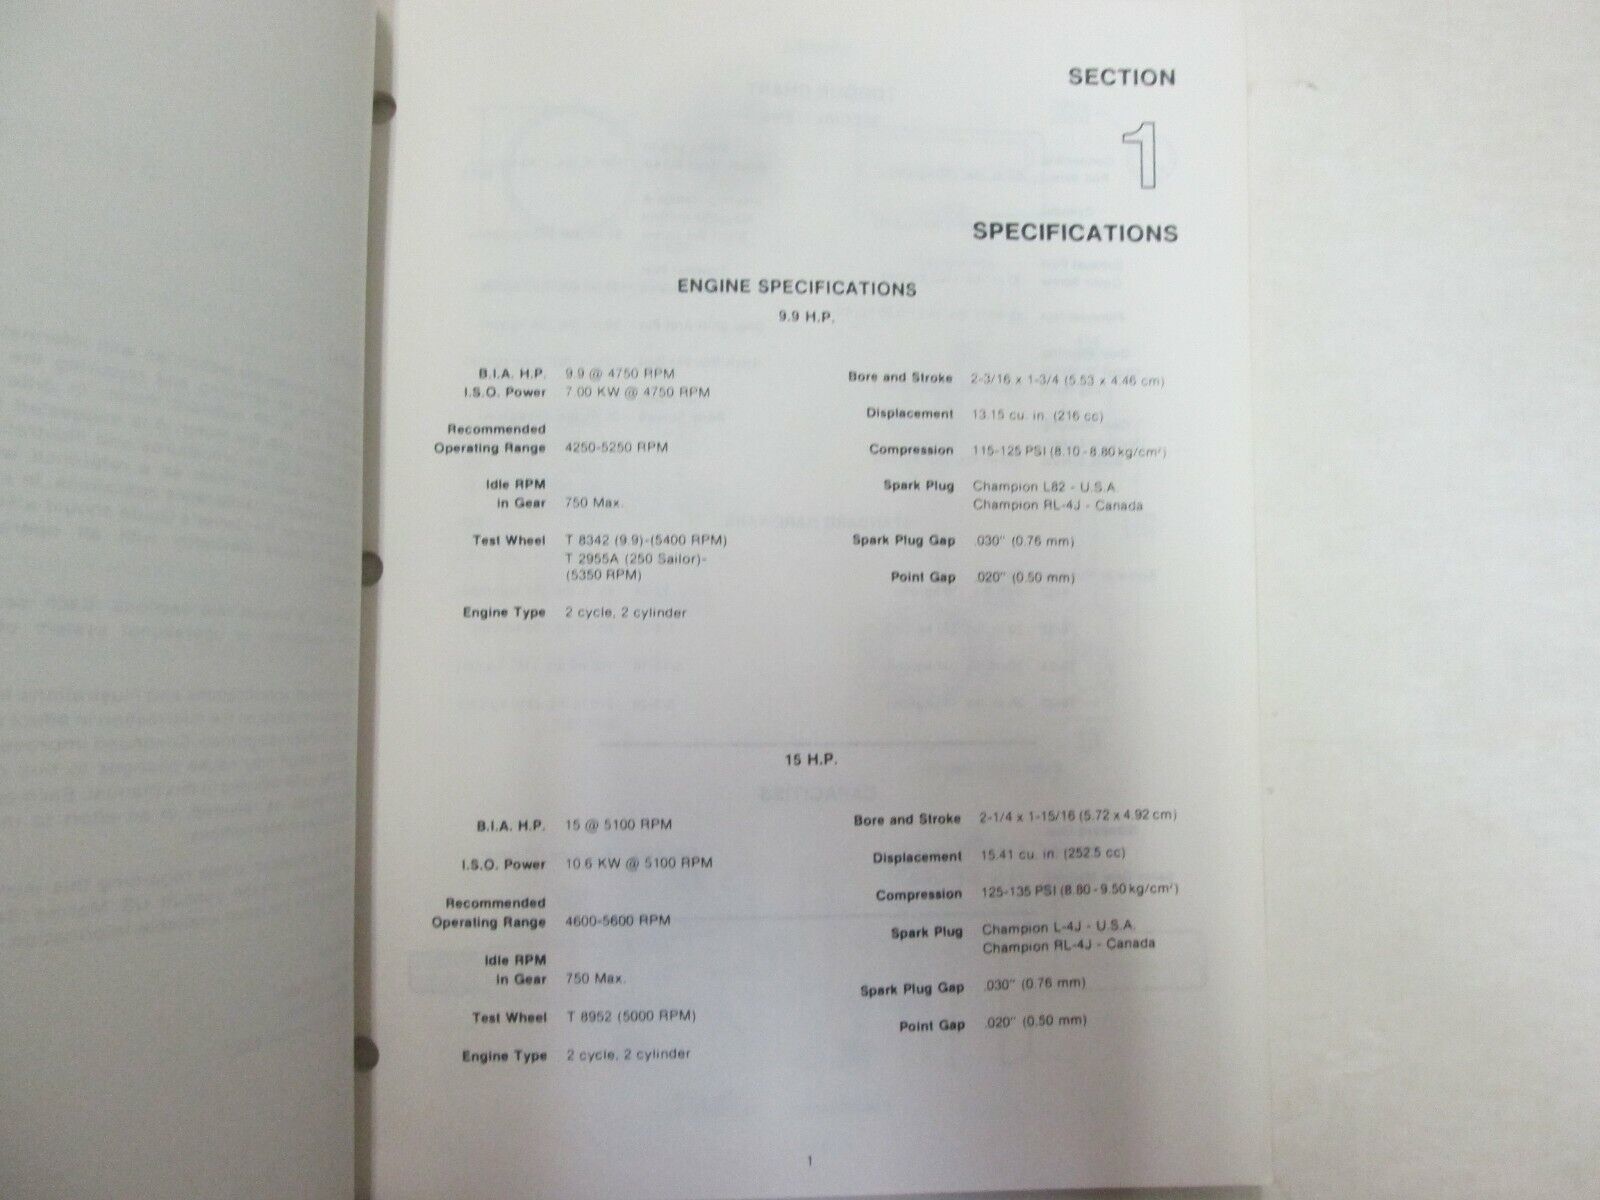 SECTION
1
SPECIFICATIONS
ENGINE SPECIFICATIONS
9.9 H.P.
B.I.A. H.P. 9.9 @ 4750 RPM
I.S.O. Power 7.00 KW @ 4750 RPM
Recommended
Operating Range 4250-5250 RPM
Idle RPM
in Gear 750 Max.
Test Wheel T 8342 (9.9)-(5400 RPM)
T 2955A (250 Sailor)-
(5350 RPM)
Engine Type 2 cycle, 2 cylinder
Bore and Stroke 2-3/16 x 1-3/4 (5.53 x 4.46 cm)
Displacement 13.15 cu. in. (216 cc)
Compression 115-125 PSI (8.10-8.80 kg/cm²)
Spark Plug Champion L82 - U.S.A.
Champion RL-4J - Canada
Spark Plug Gap .030" (0.76 mm)
Point Gap .020" (0.50 mm)
15 H.P.
B.I.A. H.P. 15 @ 5100 RPM
I.S.O. Power 10.6 KW @ 5100 RPM
Recommended
Operating Range 4600-5600 RPM
Idle RPM
in Gear 750 Max.
Test Wheel T 8952 (5000 RPM)
Engine Type 2 cycle, 2 cylinder
Bore and Stroke 2-1/4 x 1-15/16 (5.72 x 4.92 cm)
Displacement 15.41 cu. in. (252.5 cc)
Compression 125-135 PSI (8.80-9.50 kg/cm²)
Spark Plug Champion L-4J - U.S.A.
Champion RL-4J - Canada
Spark Plug Gap .030" (0.76 mm)
Point Gap .020" (0.50 mm)
1